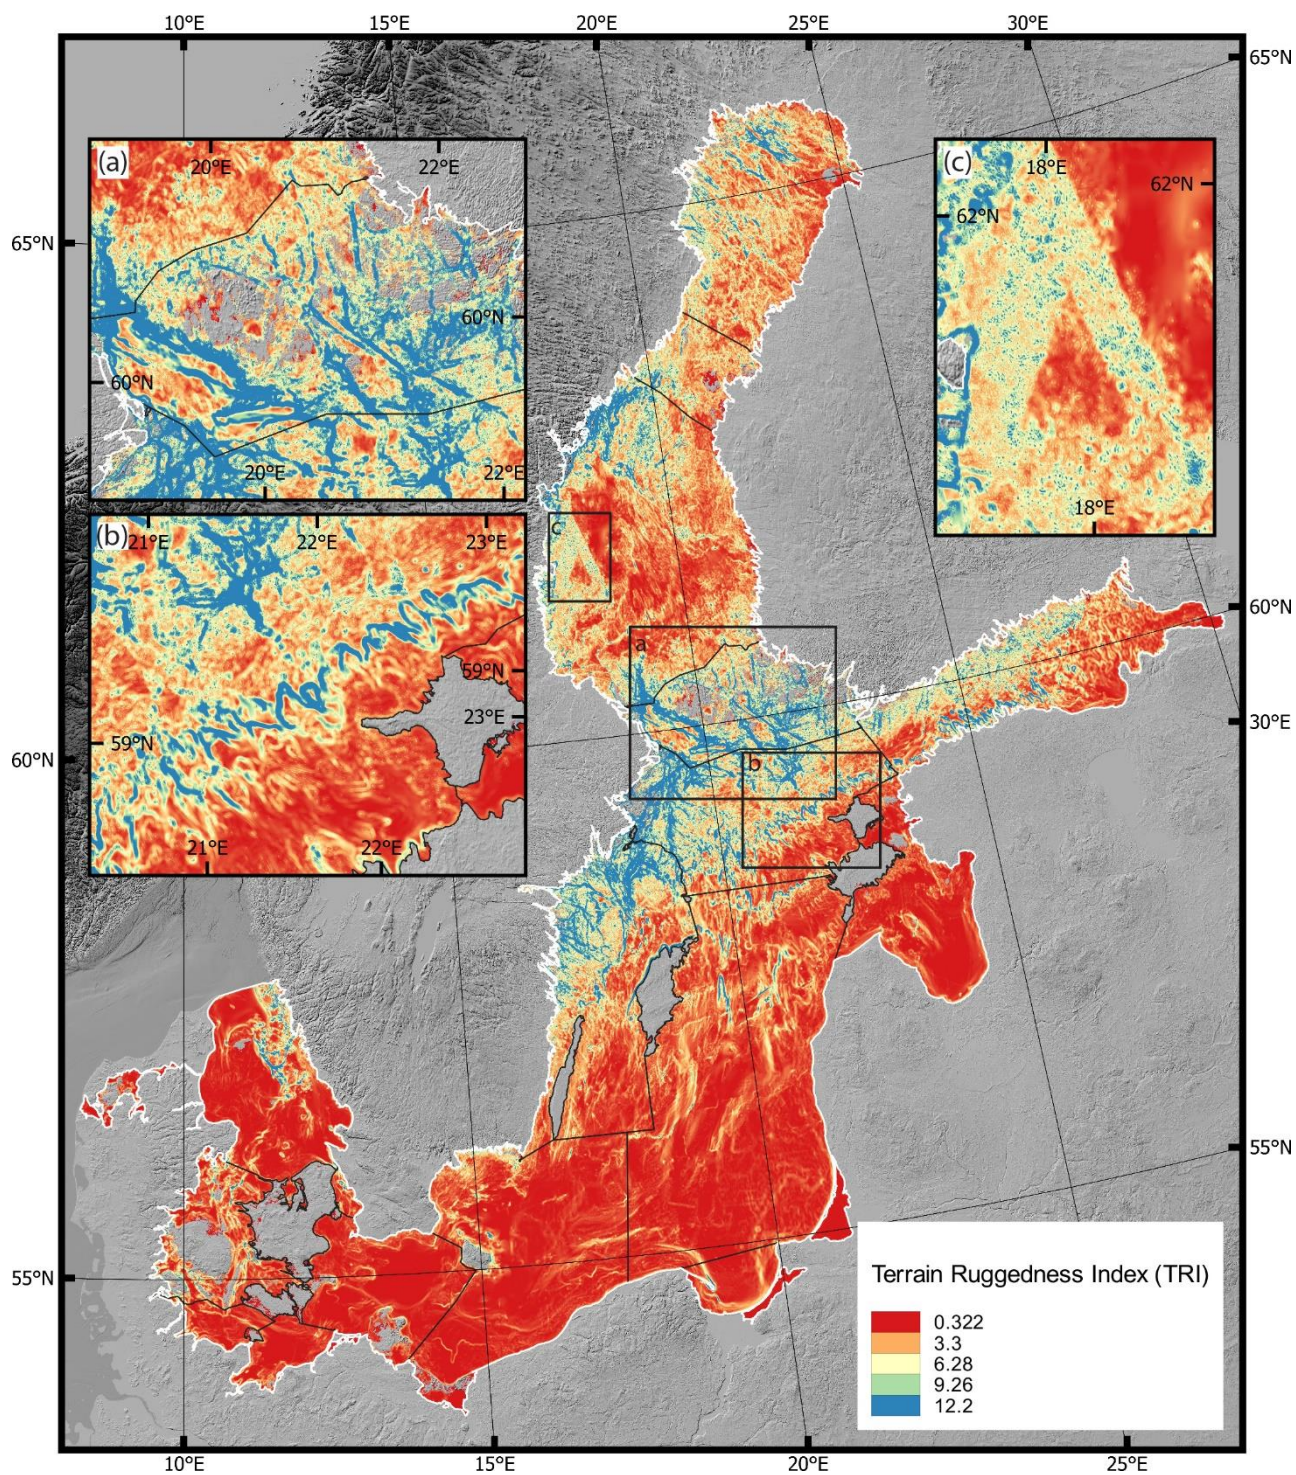 10°E 15°E 20°E 25°E 30°E
65°N
65°N
(a)
20°E 22°E
60°N
60°N
20°E
22°E
(b)
21°E 22°E 23°E
59°N
23°E
59°N
21°E 22°E
(c)
18°E
62°N
62°N
18°E
c
a
b
60°N
60°N
30°E
55°N
55°N
Terrain Ruggedness Index (TRI)
0.322
3.3
6.28
9.26
12.2
10°E 15°E 20°E 25°E